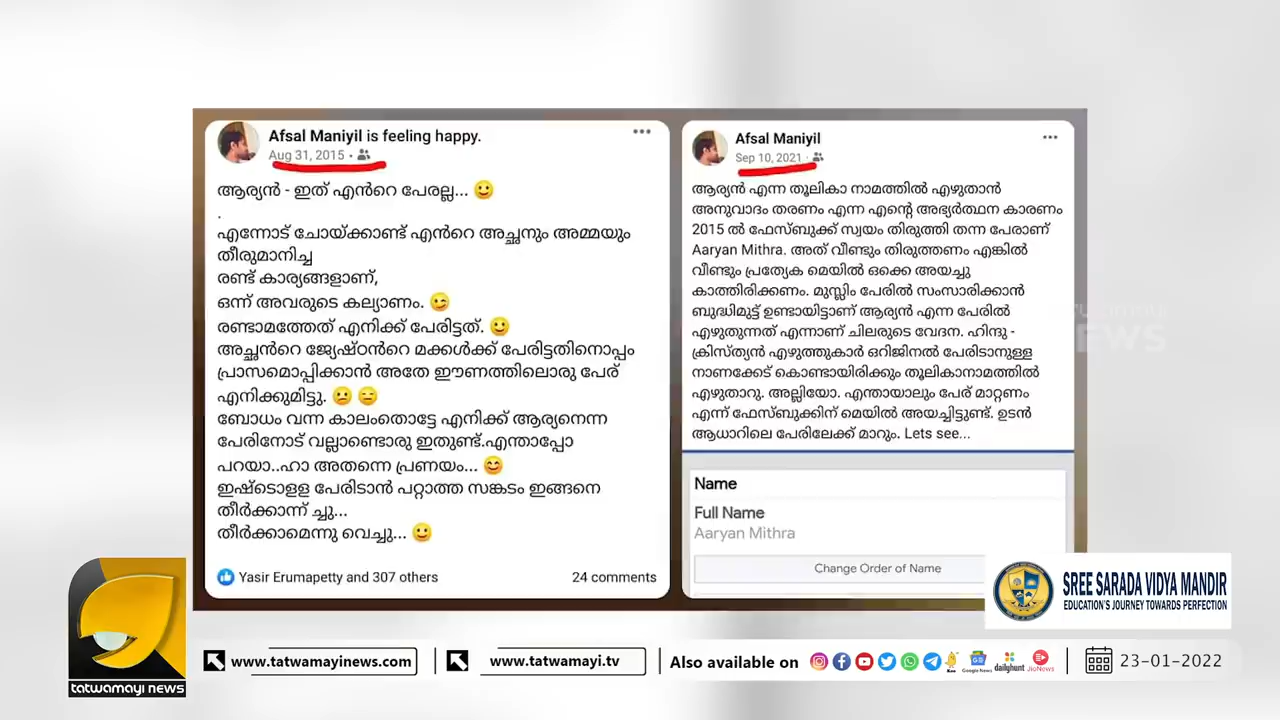 Afsal Maniyil is feeling happy.
Aug 31, 2015
ആര്യൻ - ഇത് എൻറെ പേരല്ല...
.
എന്നോട് ചോയ്ക്കാണ്ട് എൻറെ അച്ഛനും അമ്മയും
തീരുമാനിച്ച
രണ്ട് കാര്യങ്ങളാണ്,
ഒന്ന് അവരുടെ കല്യാണം.
രണ്ടാമത്തേത് എനിക്ക് പേരിട്ടത്.
അച്ഛൻറെ ജ്യേഷ്ഠൻറെ മക്കൾക്ക് പേരിട്ടതിനൊപ്പം
പ്രാസമൊപ്പിക്കാൻ അതേ ഈണത്തിലൊരു പേര്
എനിക്കുമിട്ടു.
ബോധം വന്ന കാലംതൊട്ടേ എനിക്ക് ആര്യനെന്ന
പേരിനോട് വല്ലാണ്ടൊരു ഇതുണ്ട്.എന്താപ്പോ
പറയാ..ഹാ അതന്നെ പ്രണയം...
ഇഷ്ടൊള്ള പേരിടാൻ പറ്റാത്ത സങ്കടം ഇങ്ങനെ
തീർക്കാന്ന് ച്ചു...
തീർക്കാമെന്നു വെച്ചു...
Yasir Erumapetty and 307 others
24 comments
Afsal Maniyil
Sep 10, 2021
ആര്യൻ എന്ന തൂലികാ നാമത്തിൽ എഴുതാൻ
അനുവാദം തരണം എന്ന എന്റെ അഭ്യർത്ഥന കാരണം
2015 ൽ ഫേസ്ബുക്ക് സ്വയം തിരുത്തി തന്ന പേരാണ്
Aaryan Mithra. അത് വീണ്ടും തിരുത്തണം എങ്കിൽ
വീണ്ടും പ്രത്യേക മെയിൽ ഒക്കെ അയച്ചു
കാത്തിരിക്കണം. മുസ്ലിം പേരിൽ സംസാരിക്കാൻ
ബുദ്ധിമുട്ട് ഉണ്ടായിട്ടാണ് ആര്യൻ എന്ന പേരിൽ
എഴുതുന്നത് എന്നാണ് ചിലരുടെ വേദന. ഹിന്ദു -
ക്രിസ്ത്യൻ എഴുത്തുകാർ ഒറിജിനൽ പേരിടാനുള്ള
നാണക്കേട് കൊണ്ടായിരിക്കും തൂലികാനാമത്തിൽ
എഴുതാറു. അല്ലിയോ. എന്തായാലും പേര് മാറ്റണം
എന്ന് ഫേസ്ബുക്കിന് മെയിൽ അയച്ചിട്ടുണ്ട്. ഉടൻ
ആധാറിലെ പേരിലേക്ക് മാറും. Lets see...
Name
Full Name
Aaryan Mithra
Change Order of Name
NEWS
SREE SARADA VIDYA MANDIR
EDUCATION'S JOURNEY TOWARDS PERFECTION
tatwamayi news
www.tatwamayinews.com
www.tatwamayi.tv
Also available on
Google News
dailyhunt
JioNews
23-01-2022